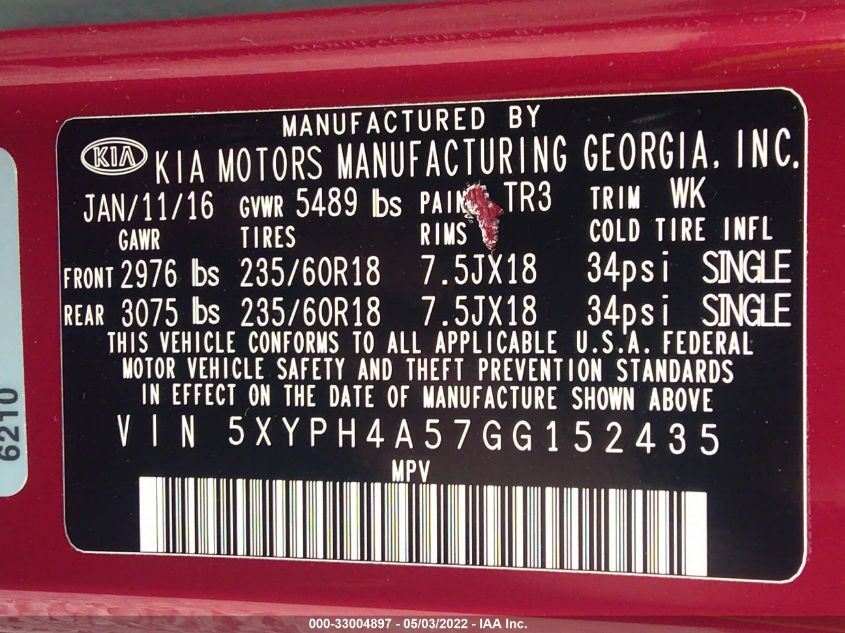 MANUFACTURED BY
KIA KIA MOTORS MANUFACTURING GEORGIA, INC.
JAN/11/16 GVWR 5489 lbs TR3 TRIM WK
GAWR TIRES RIMS COLD TIRE INFL
FRONT 2976 lbs 235/60R18 7.5JX18 34psi SINGLE
REAR 3075 lbs 235/60R18 7.5JX18 34psi SINGLE
THIS VEHICLE CONFORMS TO ALL APPLICABLE U.S.A. FEDERAL
MOTOR VEHICLE SAFETY AND THEFT PREVENTION STANDARDS
IN EFFECT ON THE DATE OF MANUFACTURE SHOWN ABOVE
VIN 5XYPH4A57GG152435
MPV
6210
000-33004897 - 05/03/2022 - IAA Inc.